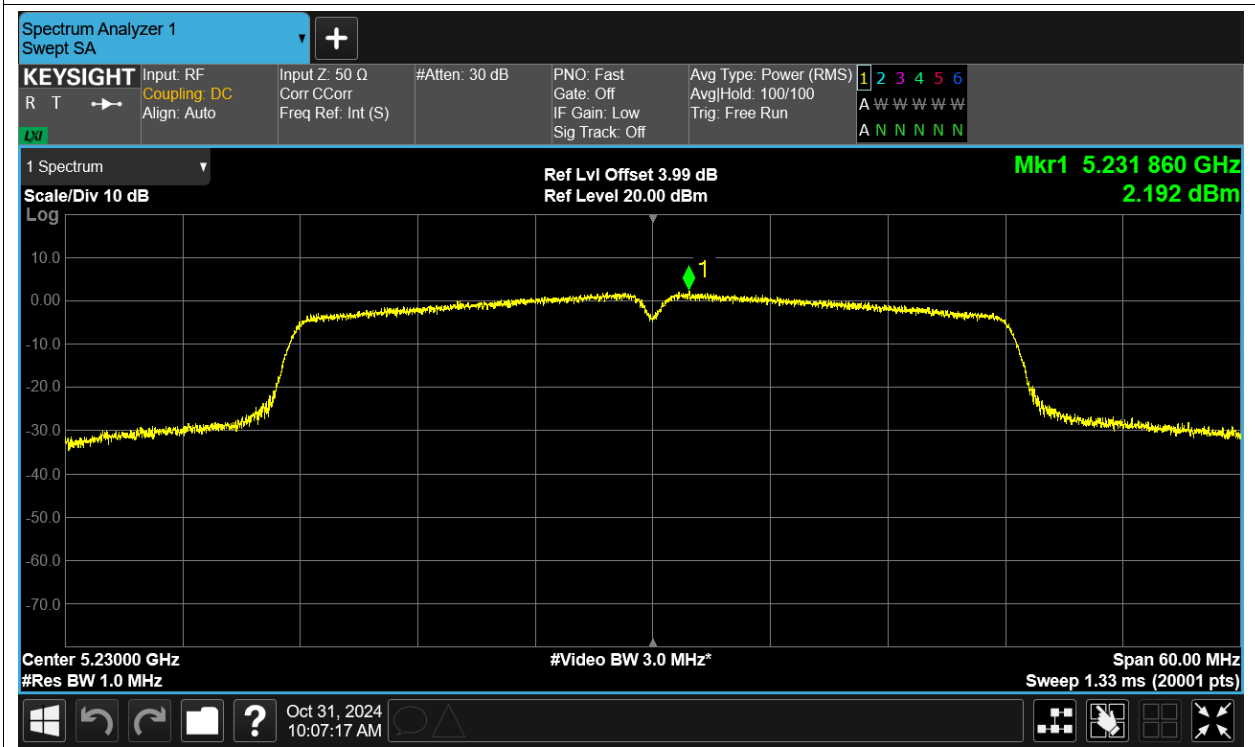 Spectrum Analyzer 1
Swept SA
+
KEYSIGHT
R T
LXI
Input: RF
Coupling: DC
Align: Auto
Input Z: 50 Ω
Corr CCorr
Freq Ref: Int (S)
#Atten: 30 dB
PNO: Fast
Gate: Off
IF Gain: Low
Sig Track: Off
Avg Type: Power (RMS)
Avg|Hold: 100/100
Trig: Free Run
1 2 3 4 5 6
A W W W W W
A N N N N N
1 Spectrum
Scale/Div 10 dB
Log
Ref Lvl Offset 3.99 dB
Ref Level 20.00 dBm
Mkr1 5.231 860 GHz
2.192 dBm
10.0
0.00
-10.0
-20.0
-30.0
-40.0
-50.0
-60.0
-70.0
1
Center 5.23000 GHz
#Res BW 1.0 MHz
#Video BW 3.0 MHz*
Span 60.00 MHz
Sweep 1.33 ms (20001 pts)
?
Oct 31, 2024
10:07:17 AM